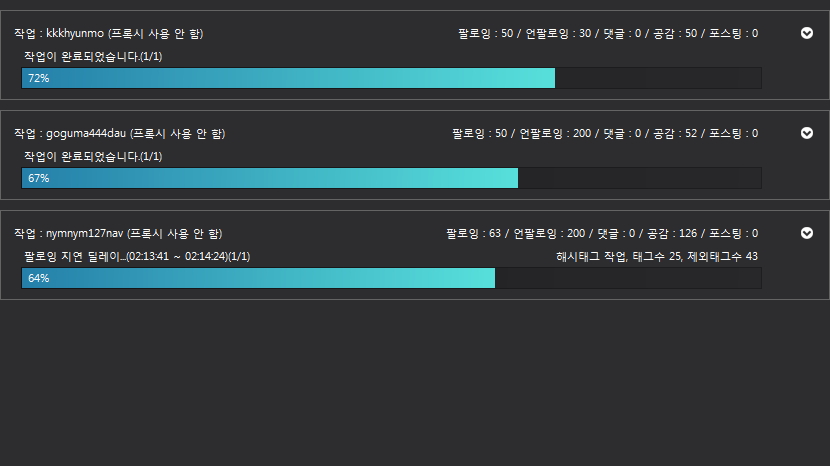 작업 : kkkhyunmo (프록시 사용 안 함) 팔로잉 : 50 / 언팔로잉 : 30 / 댓글 : 0 / 공감 : 50 / 포스팅 : 0
작업이 완료되었습니다.(1/1)
72%
작업 : goguma444dau (프록시 사용 안 함) 팔로잉 : 50 / 언팔로잉 : 200 / 댓글 : 0 / 공감 : 52 / 포스팅 : 0
작업이 완료되었습니다.(1/1)
67%
작업 : nymnym127nav (프록시 사용 안 함) 팔로잉 : 63 / 언팔로잉 : 200 / 댓글 : 0 / 공감 : 126 / 포스팅 : 0
팔로잉 지연 딜레이...(02:13:41 ~ 02:14:24)(1/1) 해시태그 작업, 태그수 25, 제외태그수 43
64%